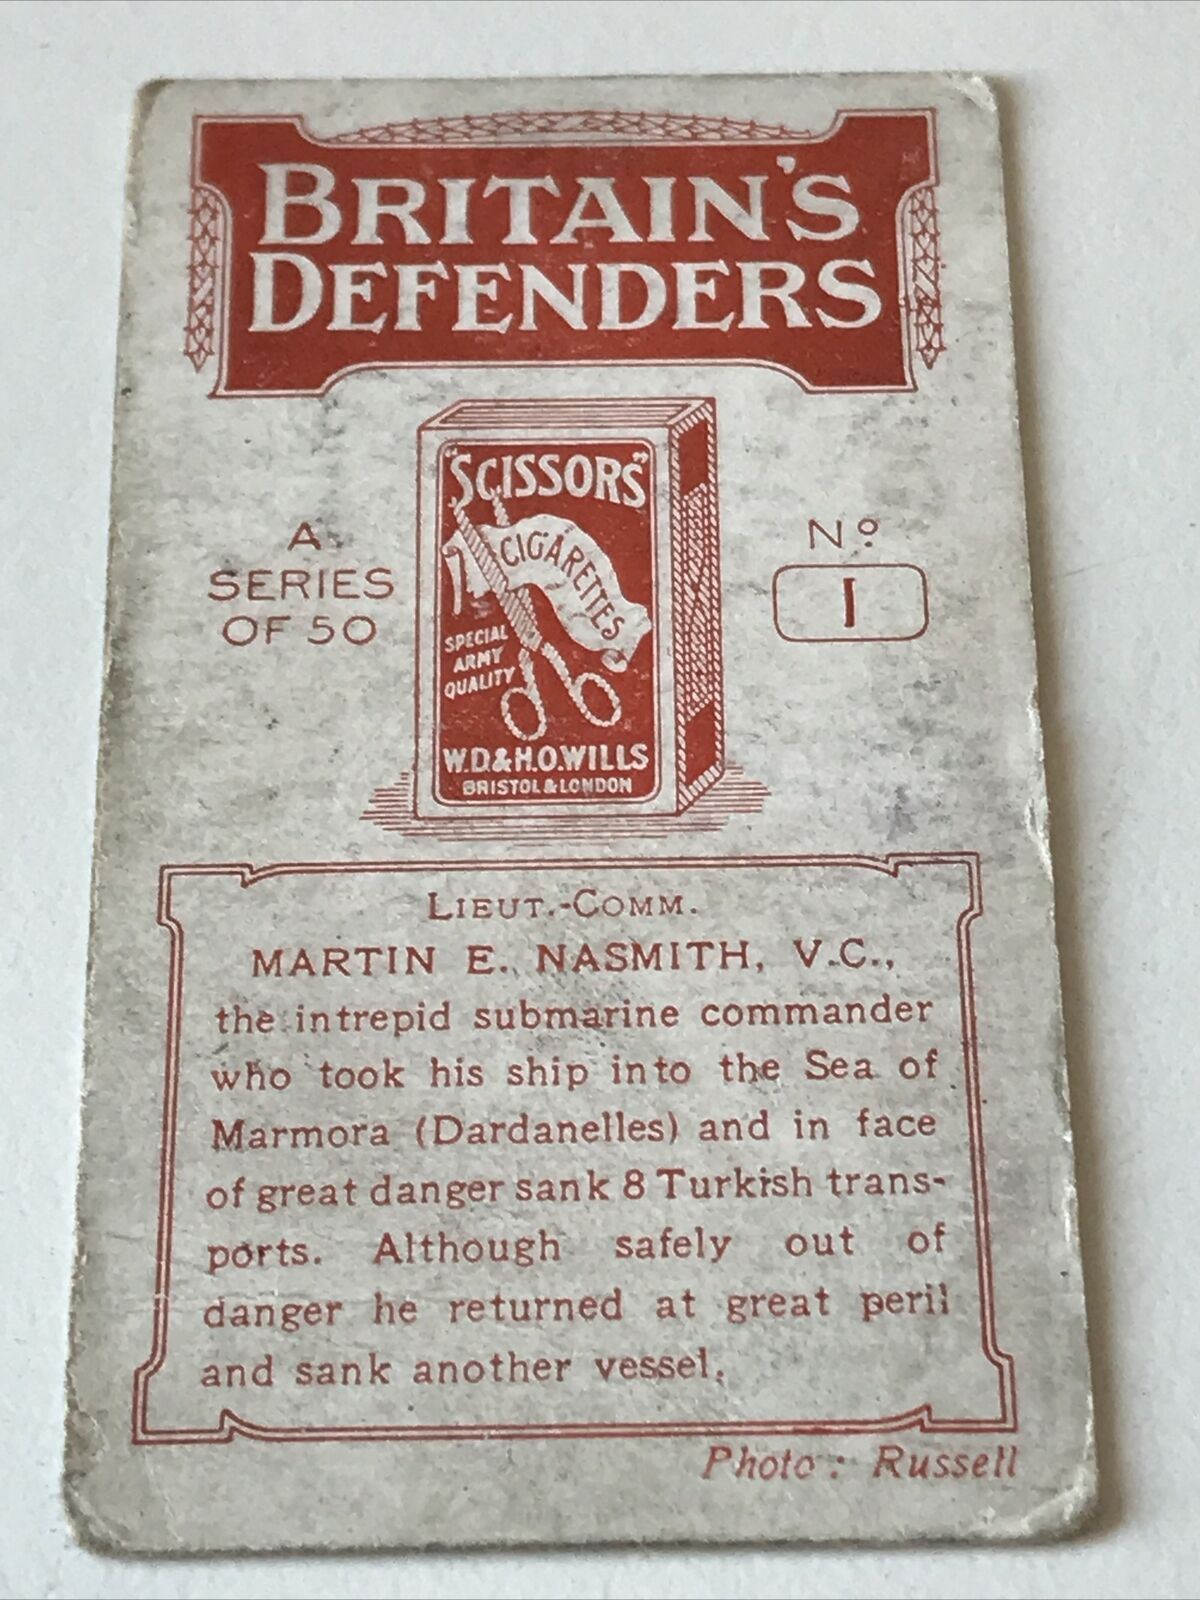 BRITAIN'S
DEFENDERS
A
SERIES
OF 50
"SCISSORS"
CIGARETTES
SPECIAL
ARMY
QUALITY
W.D.&H.O.WILLS
BRISTOL & LONDON
Nº
1
LIEUT.-COMM.
MARTIN E. NASMITH, V.C.,
the intrepid submarine commander
who took his ship into the Sea of
Marmora (Dardanelles) and in face
of great danger sank 8 Turkish trans-
ports. Although safely out of
danger he returned at great peril
and sank another vessel.
Photo: Russell